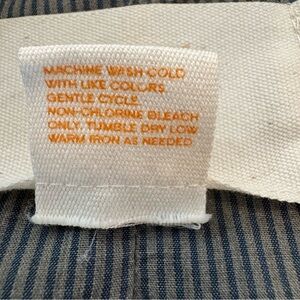 MACHINE WASH COLD
WITH LIKE COLORS.
GENTLE CYCLE.
NON-CHLORINE BLEACH
ONLY. TUMBLE DRY LOW
WARM IRON AS NEEDED